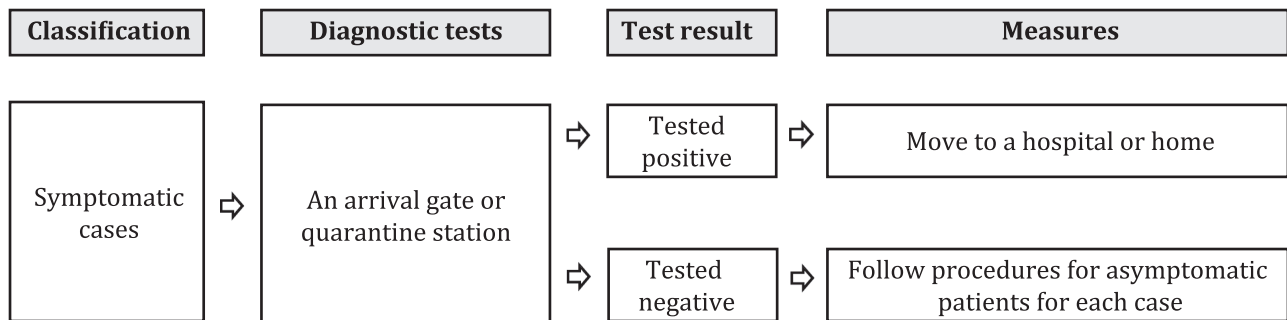 Classification
Diagnostic tests
Test result
Measures
Symptomatic
cases
An arrival gate or
quarantine station
Tested
positive
Move to a hospital or home
Tested
negative
Follow procedures for asymptomatic
patients for each case